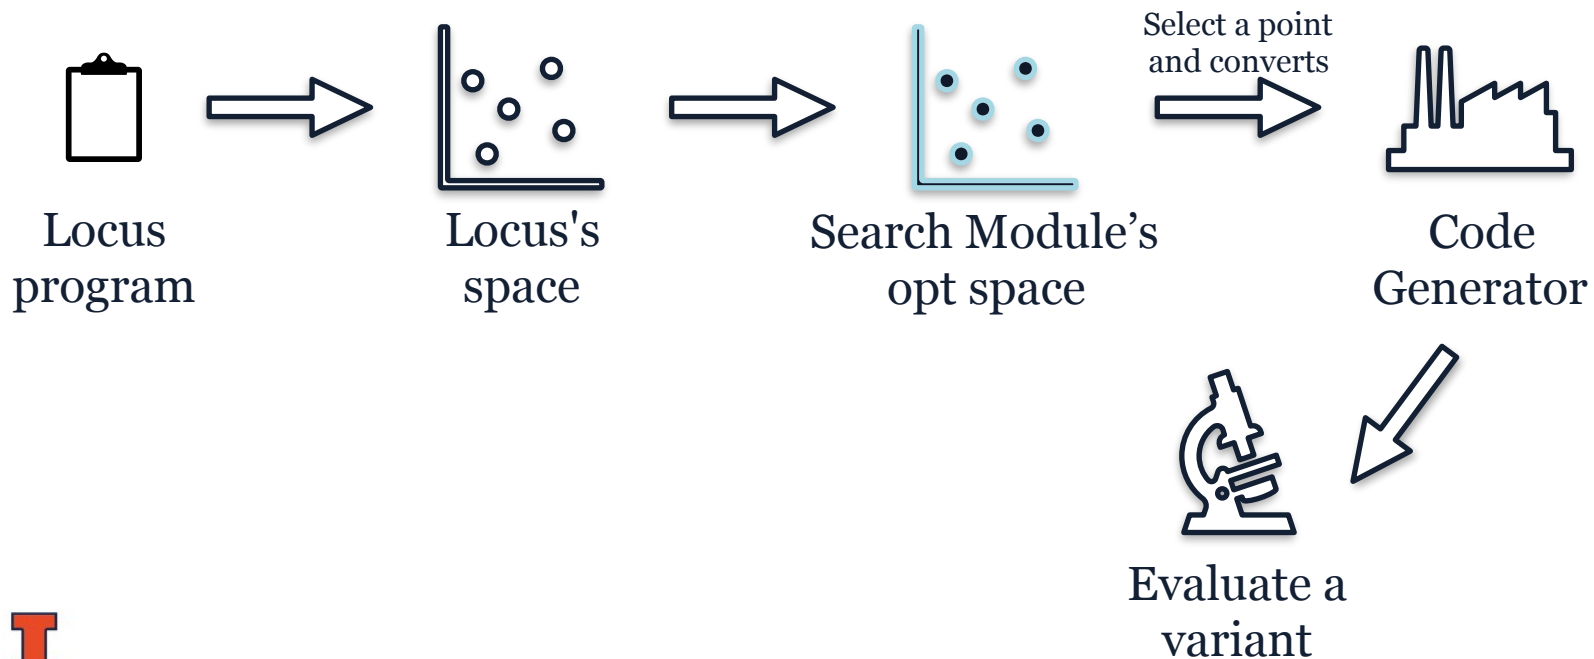 Select a point
and converts
Locus
program
Locus's
space
Search Module’s
opt space
Code
Generator
Evaluate a
variant